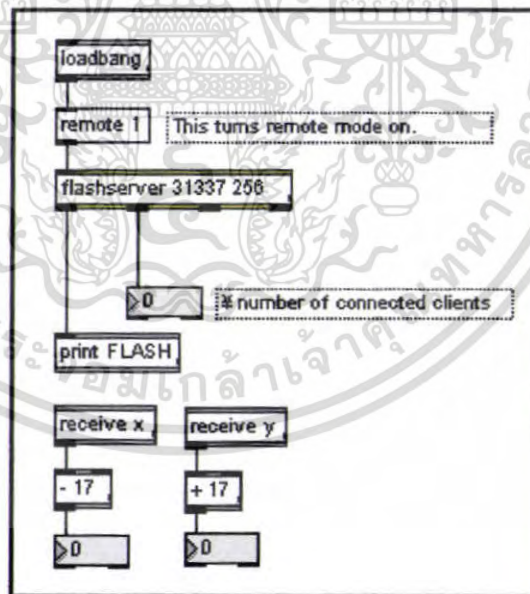 loadbang
remote 1 This turns remote mode on.
flashserver 31337 256
0 ¥ number of connected clients
print FLASH
receive x receive y
- 17 + 17
0 0